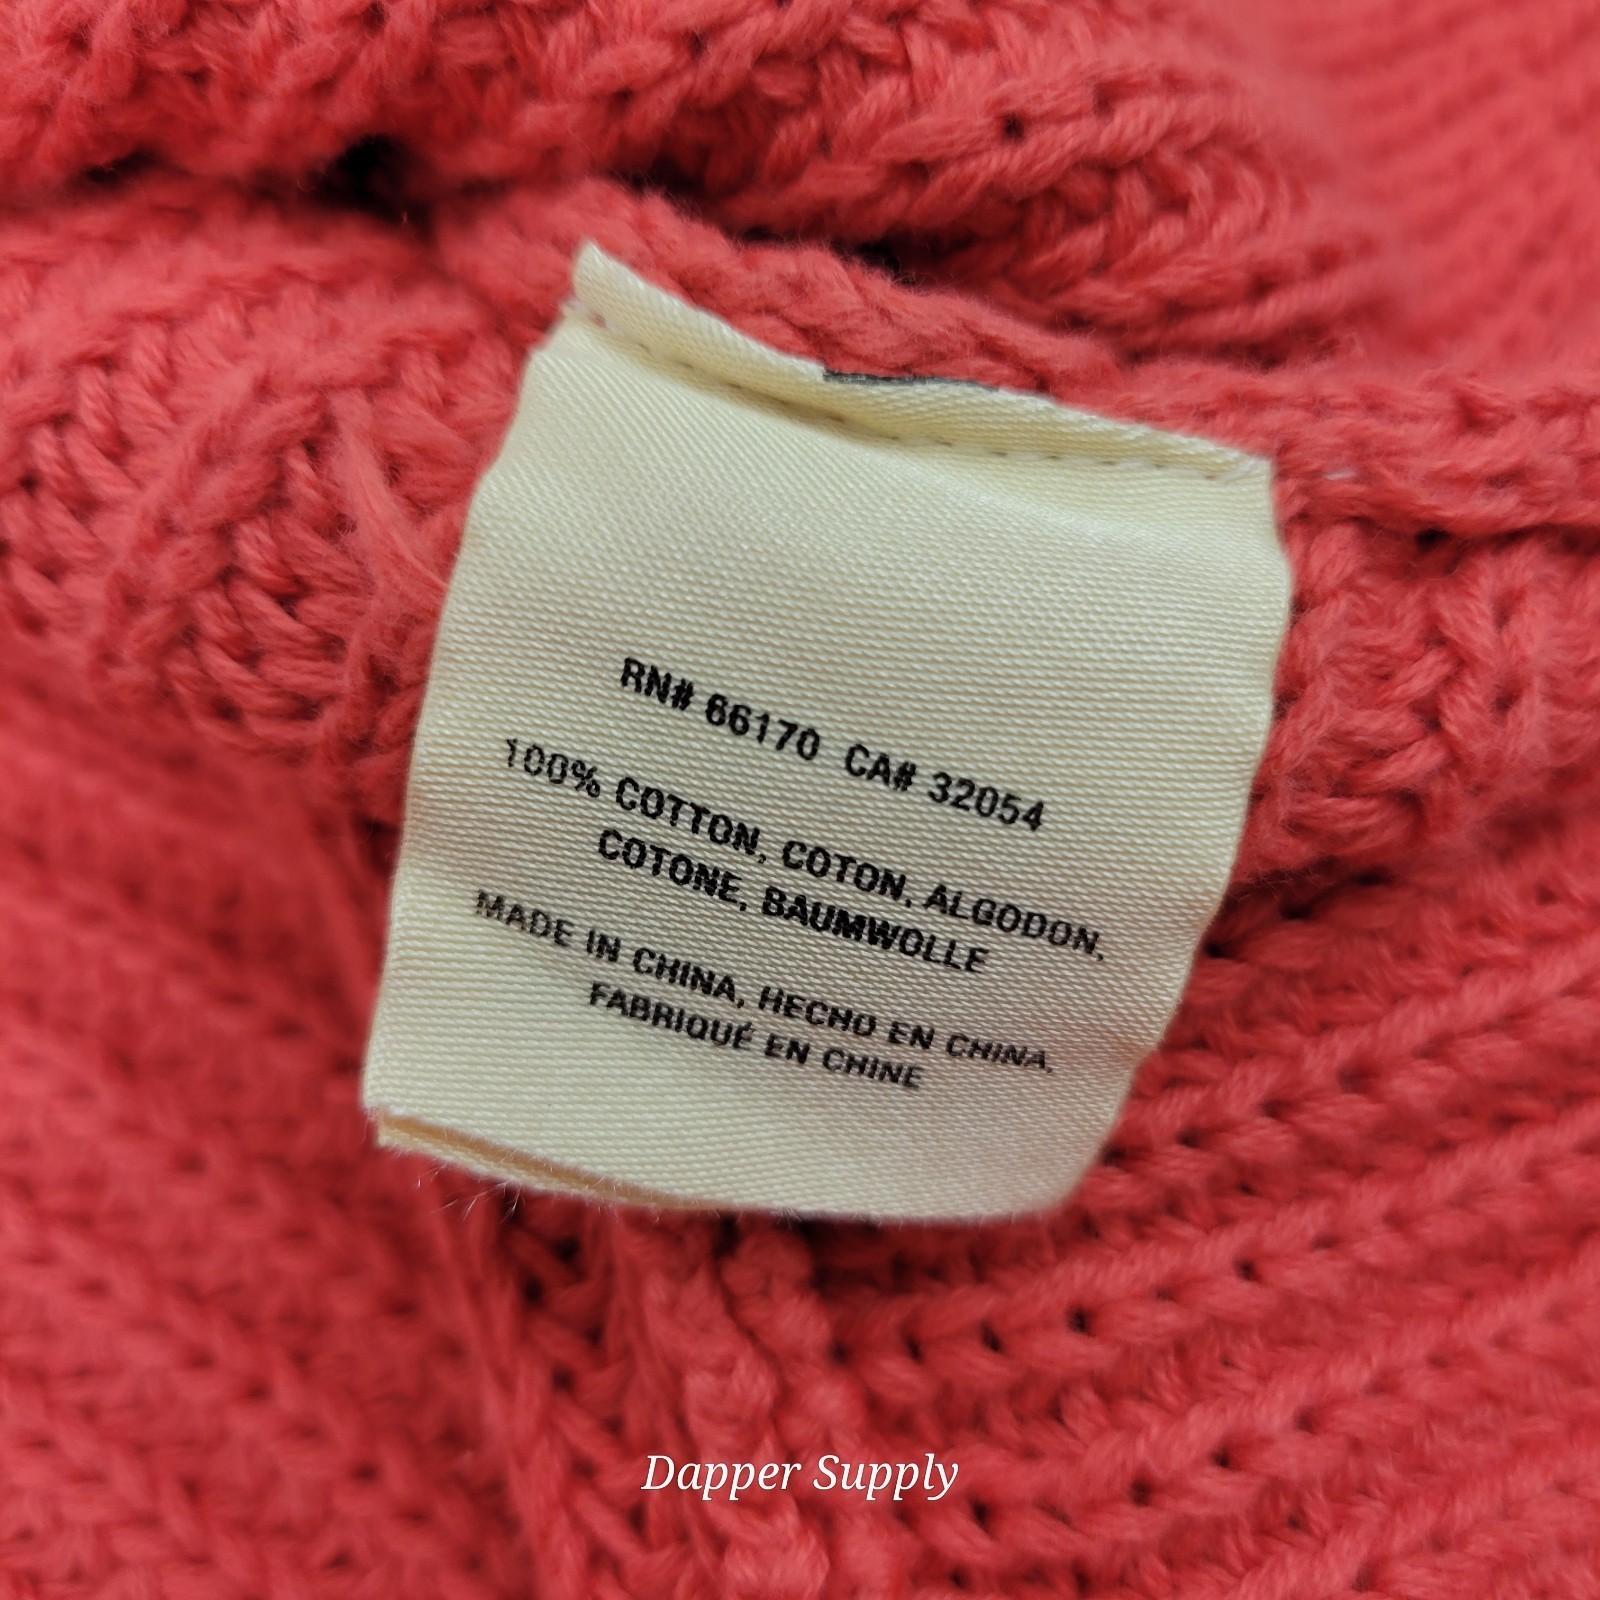 RN# 66170 CA# 32054
100% COTTON, COTON, ALGODON,
COTONE, BAUMWOLLE
MADE IN CHINA, HECHO EN CHINA,
FABRIQUÉ EN CHINE
Dapper Supply